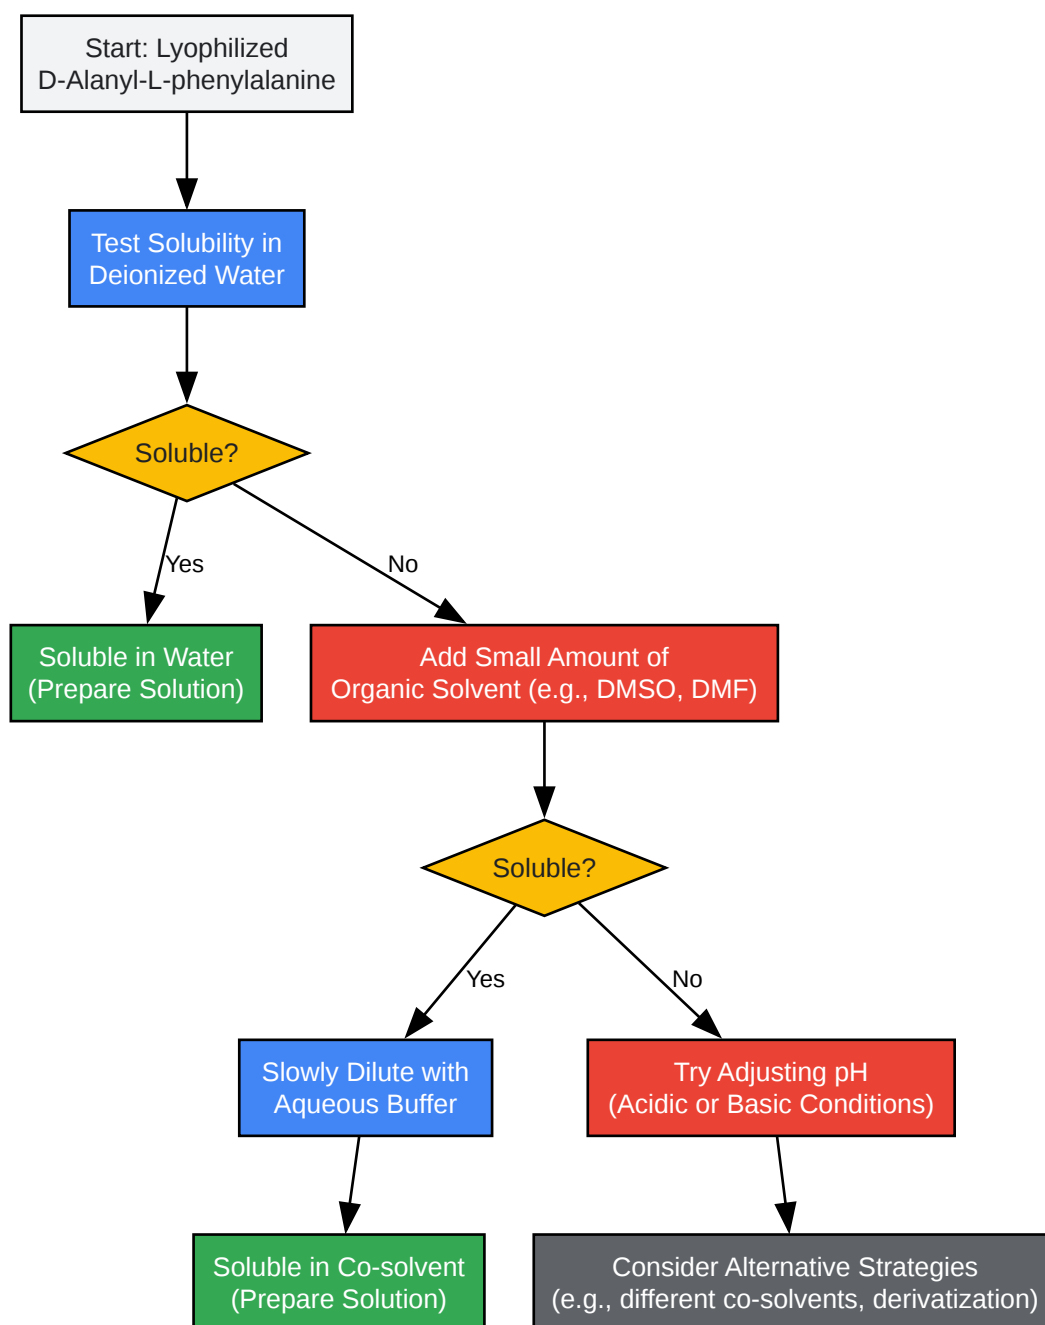 Start: Lyophilized
D-Alanyl-L-phenylalanine
Test Solubility in
Deionized Water
Soluble?
Yes
No
Soluble in Water
(Prepare Solution)
Add Small Amount of
Organic Solvent (e.g., DMSO, DMF)
Soluble?
Yes
No
Slowly Dilute with
Aqueous Buffer
Try Adjusting pH
(Acidic or Basic Conditions)
Soluble in Co-solvent
(Prepare Solution)
Consider Alternative Strategies
(e.g., different co-solvents, derivatization)